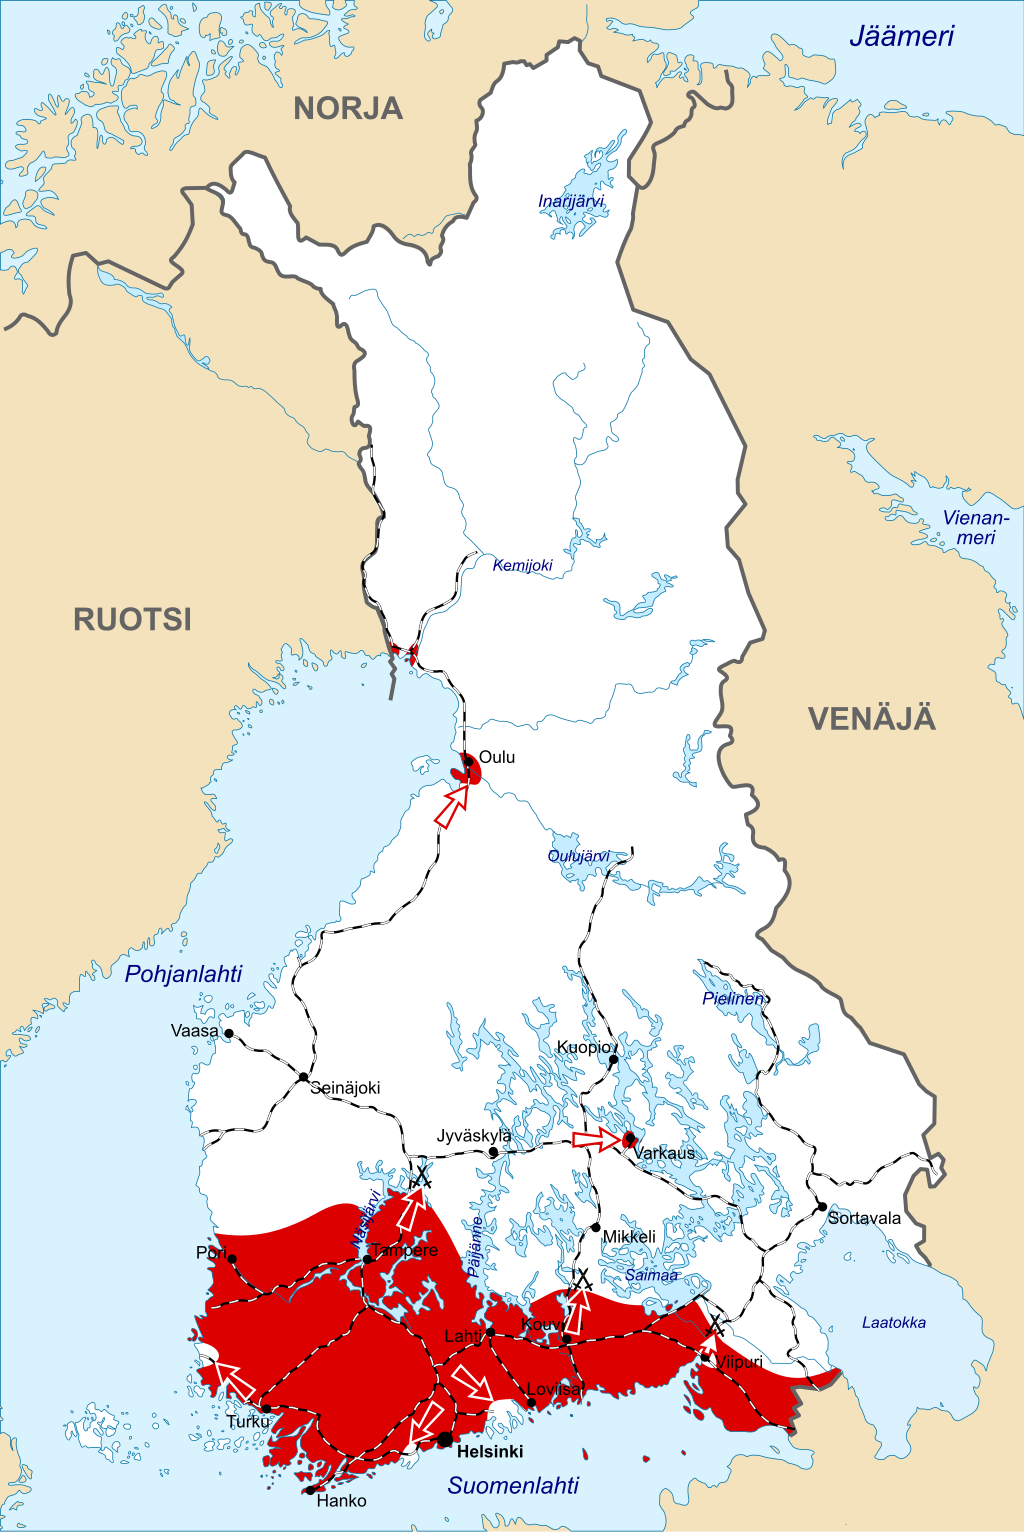 Jäämeri
NORJA
Inarijärvi
Vienan-
meri
Kemijoki
RUOTSI
VENÄJÄ
Oulu
Oulujärvi
Pohjanlahti
Pielinen
Vaasa
Kuopio
Seinäjoki
Jyväskylä
Varkaus
Näsijärvi
Päijänne
Sortavala
Mikkeli
Pori
Tampere
Saimaa
Laatokka
Kouvola
Lahti
Viipuri
Loviisa
Turku
Helsinki
Suomenlahti
Hanko